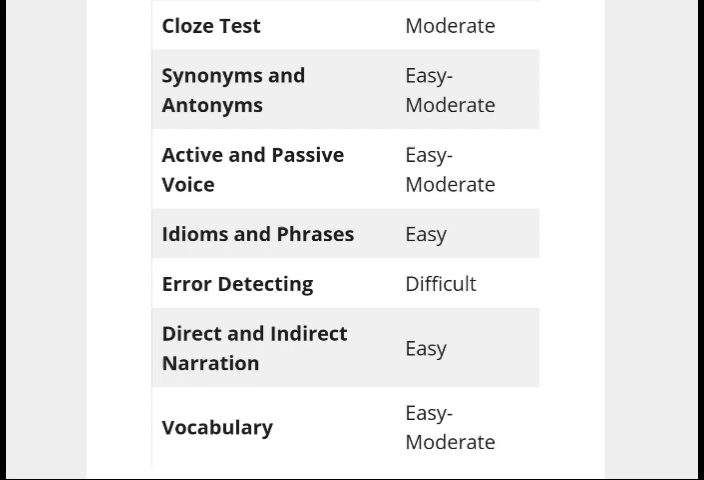 Cloze Test Moderate
Synonyms and Easy-
Antonyms Moderate
Active and Passive Easy-
Voice Moderate
Idioms and Phrases Easy
Error Detecting Difficult
Direct and Indirect
Narration Easy
Vocabulary Easy-
Moderate